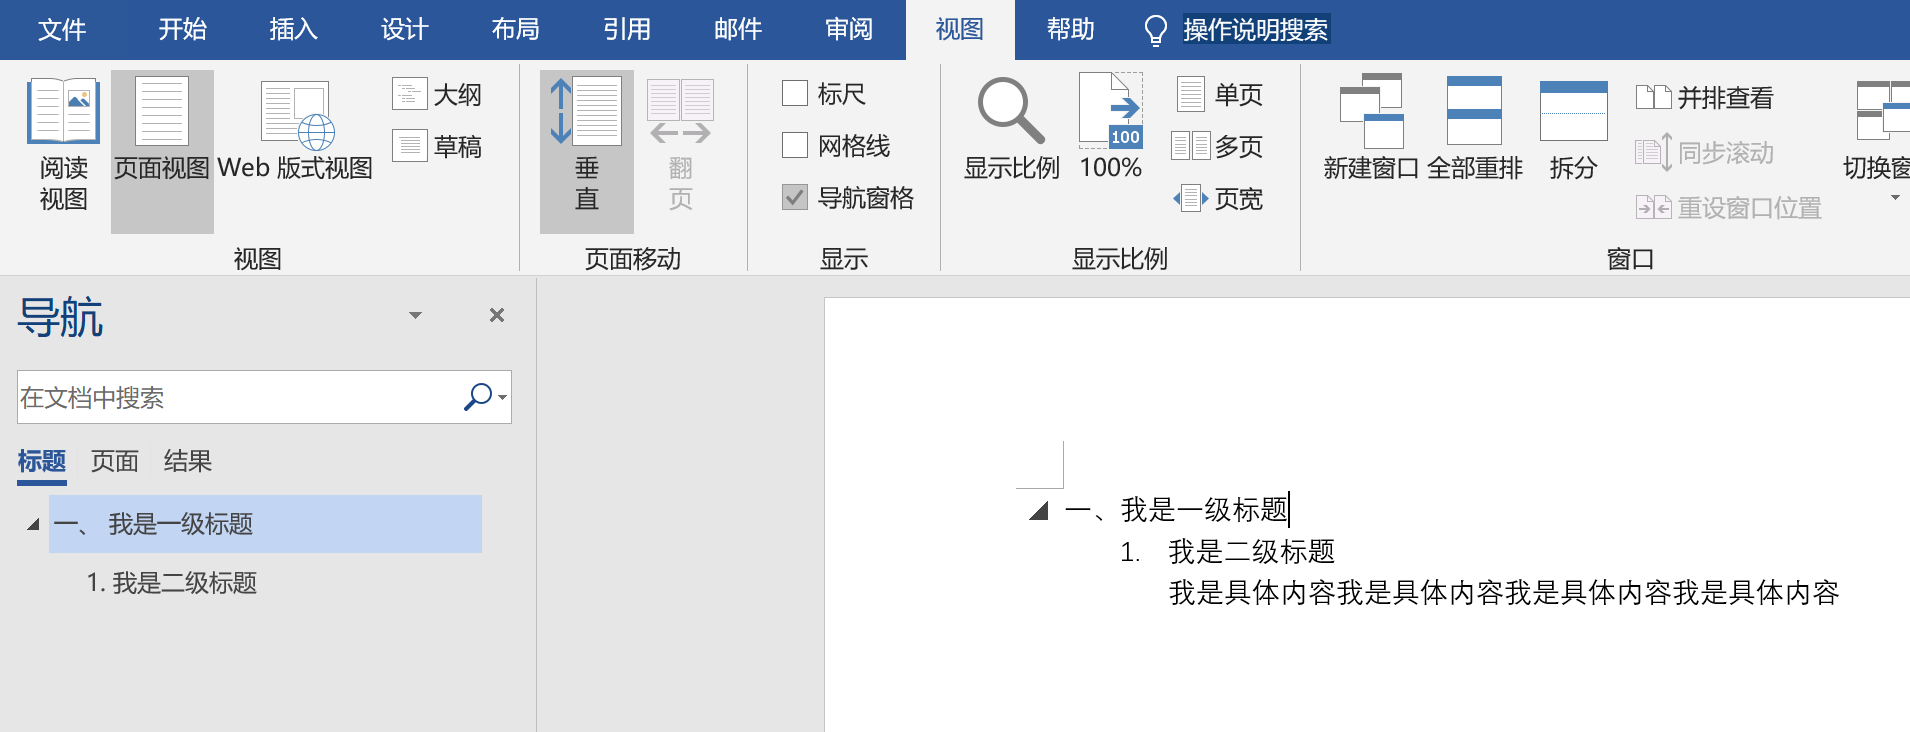 文件 开始 插入 设计 布局 引用 邮件 审阅 视图 帮助 操作说明搜索
阅读视图 页面视图 Web 版式视图 大纲 草稿
视图
垂直 翻页
页面移动
标尺
网格线
导航窗格
显示
显示比例 100% 100 单页 多页 页宽
显示比例
新建窗口 全部重排 拆分 并排查看 同步滚动 重设窗口位置 切换窗
窗口
导航
在文档中搜索
标题 页面 结果
一、 我是一级标题
1. 我是二级标题
一、我是一级标题
1. 我是二级标题
我是具体内容我是具体内容我是具体内容我是具体内容